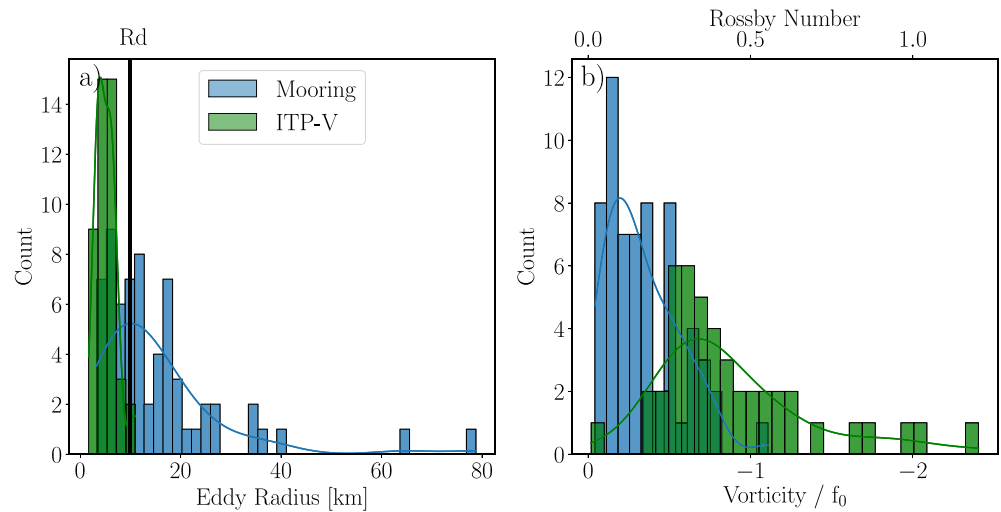 Rd
a)
Mooring
ITP-V
14
12
10
8
6
4
2
0
Count
0 20 40 60 80
Eddy Radius [km]
Rossby Number
0.0 0.5 1.0
b)
12
10
8
6
4
2
0
Count
0 −1 −2
Vorticity / f₀